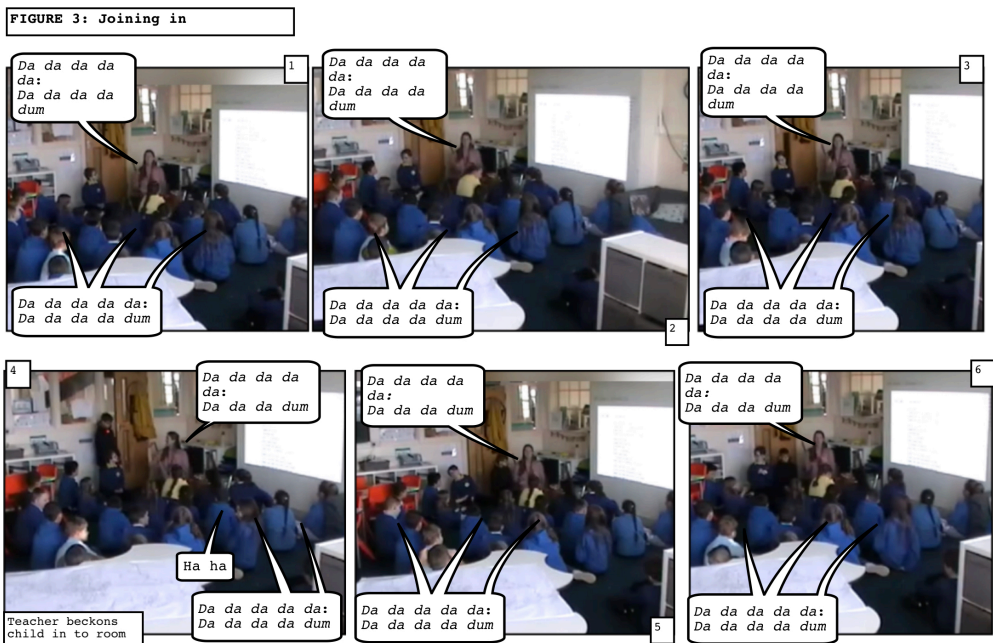 FIGURE 3: Joining in
1
Da da da da
da:
Da da da da
dum
Da da da da da:
Da da da da dum
Da da da da
da:
Da da da da
dum
Da da da da da:
Da da da da dum
2
3
Da da da da
da:
Da da da da
dum
Da da da da da:
Da da da da dum
4
Da da da da
da:
Da da da dum
Ha ha
Da da da da da:
Da da da da dum
Teacher beckons
child in to room
Da da da da
da:
Da da da dum
Da da da da da:
Da da da da dum
5
6
Da da da da
da:
Da da da dum
Da da da da da:
Da da da da dum